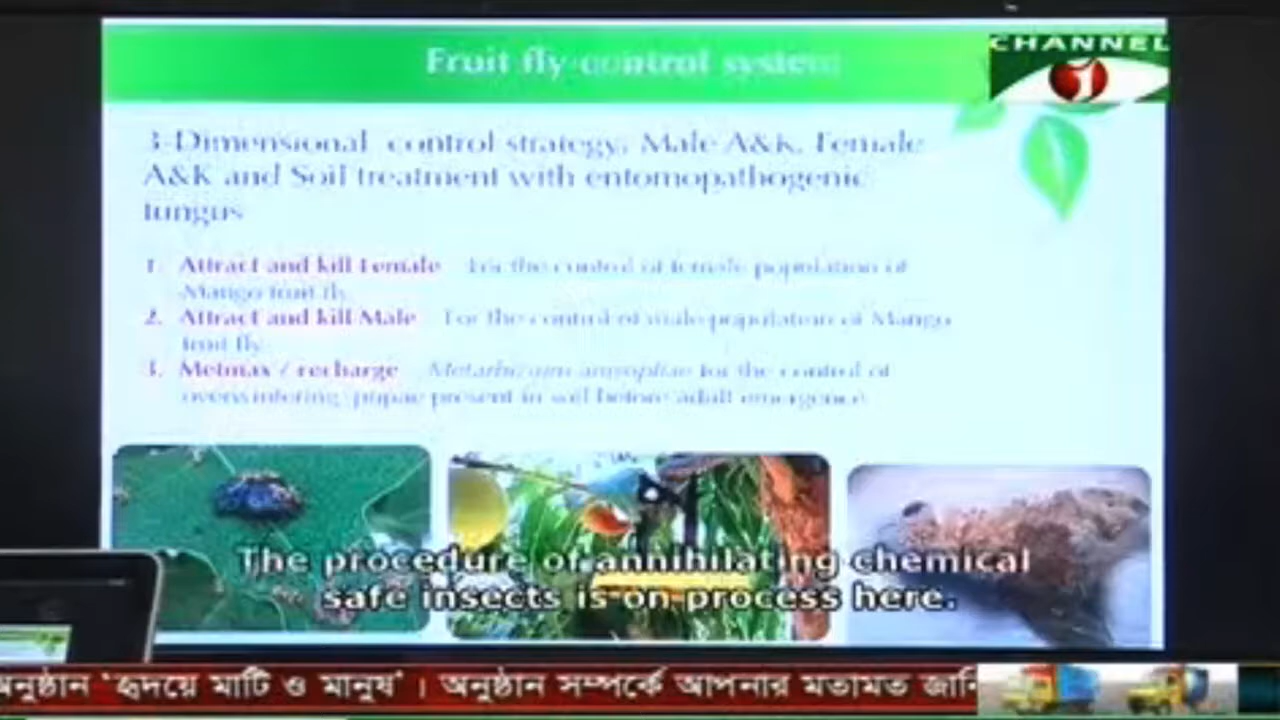 Fruit fly control system
CHANNEL
3-Dimensional control strategy, Male A&K, Female
A&K and Soil treatment with entomopathogenic
fungus
1. Attract and kill Female For the control of female population of
Mango fruit fly
2. Attract and kill Male For the control of male population of Mango
fruit fly
3. Metmax / recharge Metarhizium anisopliae for the control of
overwintering pupae present in soil before adult emergence
The procedure of annihilating chemical
safe insects is on process here.
অনুষ্ঠান 'হৃদয়ে মাটি ও মানুষ'। অনুষ্ঠান সম্পর্কে আপনার মতামত